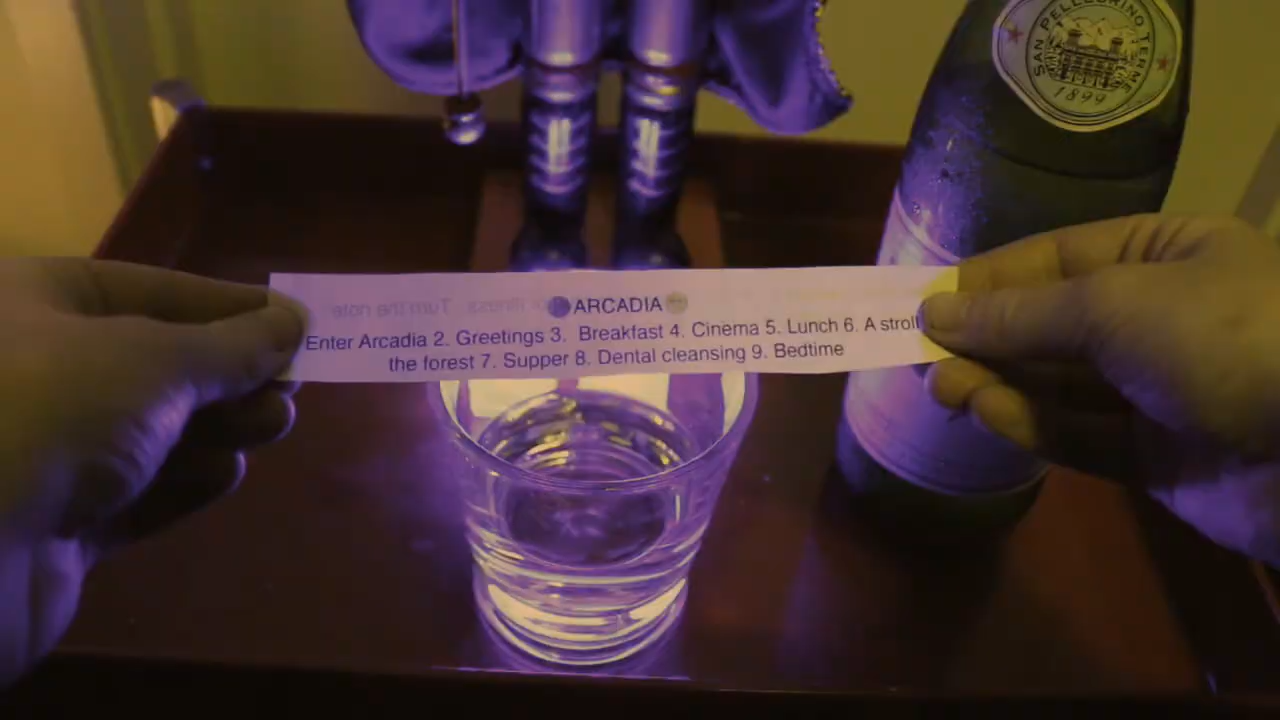 SAN PELLEGRINO TERME
1899
Turn the note
ARCADIA
Enter Arcadia 2. Greetings 3. Breakfast 4. Cinema 5. Lunch 6. A stroll
the forest 7. Supper 8. Dental cleansing 9. Bedtime